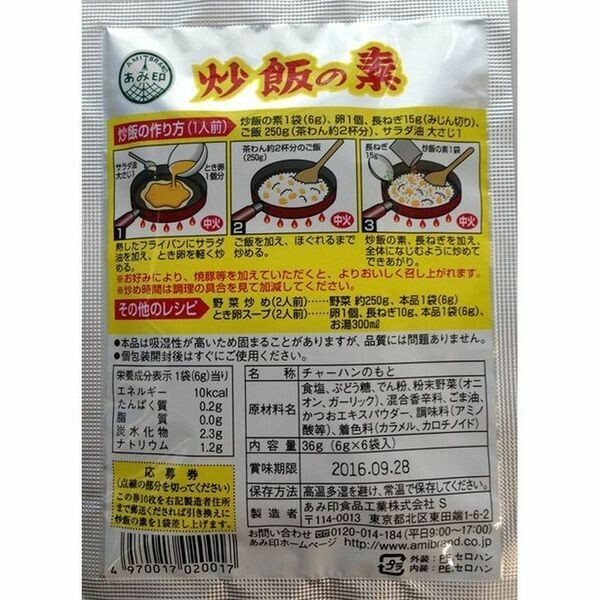 AMI BRAND
あみ印
炒飯の素
炒飯の作り方(1人前)
炒飯の素1袋(6g)、卵1個、長ねぎ15g(みじん切り)、
ご飯 250g(茶わん約2杯分)、サラダ油 大さじ1
サラダ油
大さじ1
とき卵
1個分
1
中火
熱したフライパンにサラダ
油を加え、とき卵を軽く炒
める。
茶わん約2杯分のご飯
(250g)
2
中火
ご飯を加え、ほぐれるまで
炒める。
長ねぎ
15g
炒飯の素1袋
3
中火
炒飯の素、長ねぎを加え、
全体になじむように炒めて
できあがり。
※お好みにより、焼豚等を加えていただくと、よりおいしく召し上がれます。
※炒め時間は調理の具合を見て加減してください。
その他のレシピ
野菜炒め(2人前)……野菜 約250g、本品1袋(6g)
とき卵スープ(2人前)……卵1個、長ねぎ10g、本品1袋(6g)、
お湯300ml
●本品は吸湿性が高いため固まることがありますが、品質には問題ありません。
●個包装開封後はすぐにご使用ください。
栄養成分表示 1袋(6g)当り
エネルギー 10kcal
たんぱく質 0.2g
脂質 0.0g
炭水化物 2.3g
ナトリウム 1.2g
名称 チャーハンのもと
原材料名 食塩、ぶどう糖、でん粉、粉末野菜(オニ
オン、ガーリック)、混合香辛料、ごま油、
かつおエキスパウダー、調味料(アミノ
酸等)、着色料(カラメル、カロチノイド)
内容量 36g (6g×6袋入)
賞味期限 2016.09.28
保存方法 高温多湿を避け、常温で保存してください。
製造者 あみ印食品工業株式会社 S
〒114-0013 東京都北区東田端1-6-2
応募券
(点線の部分を切ってください)
この券10枚を右記製造者住所
まで郵送くだされば引き換えに
炒飯の素を1袋差し上げます。
4 970017 020017
お問い合わせ 0120-014-184 (平日9:00〜17:00)
あみ印ホームページ http://www.amibrand.co.jp
プラ
外装:PE,セロハン
内装:PE,セロハン